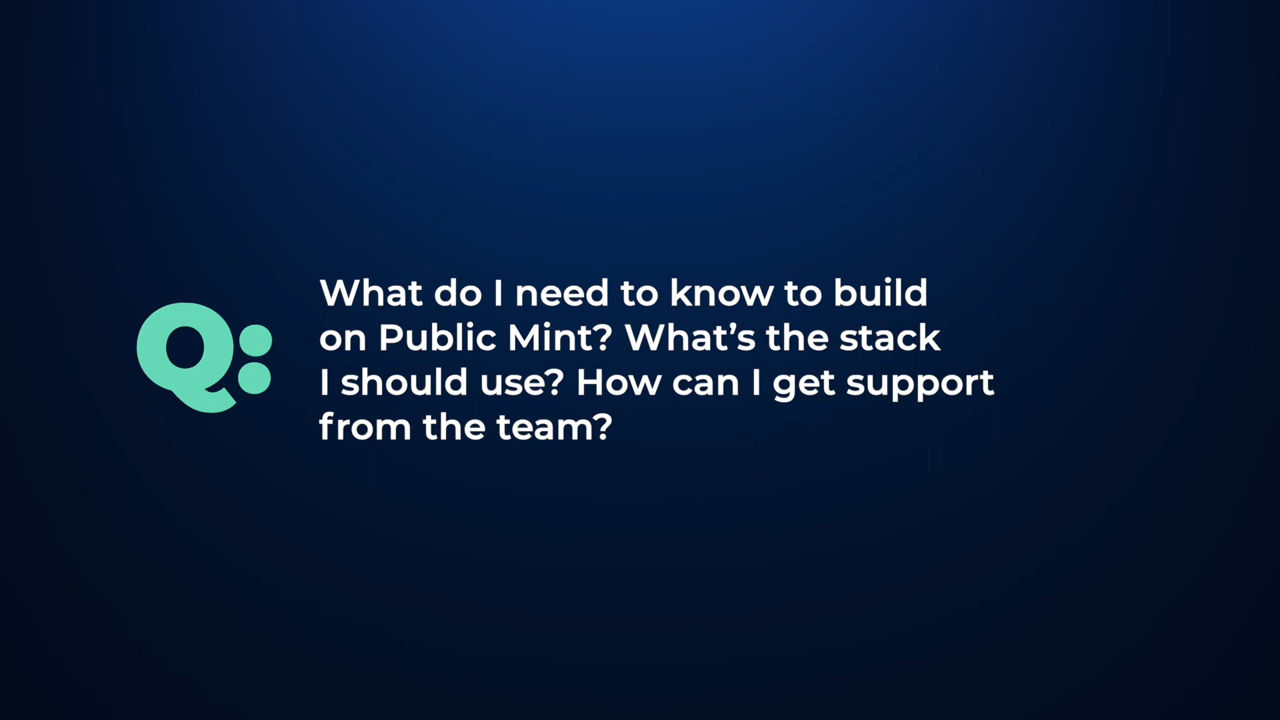 Q:
What do I need to know to build
on Public Mint? What’s the stack
I should use? How can I get support
from the team?